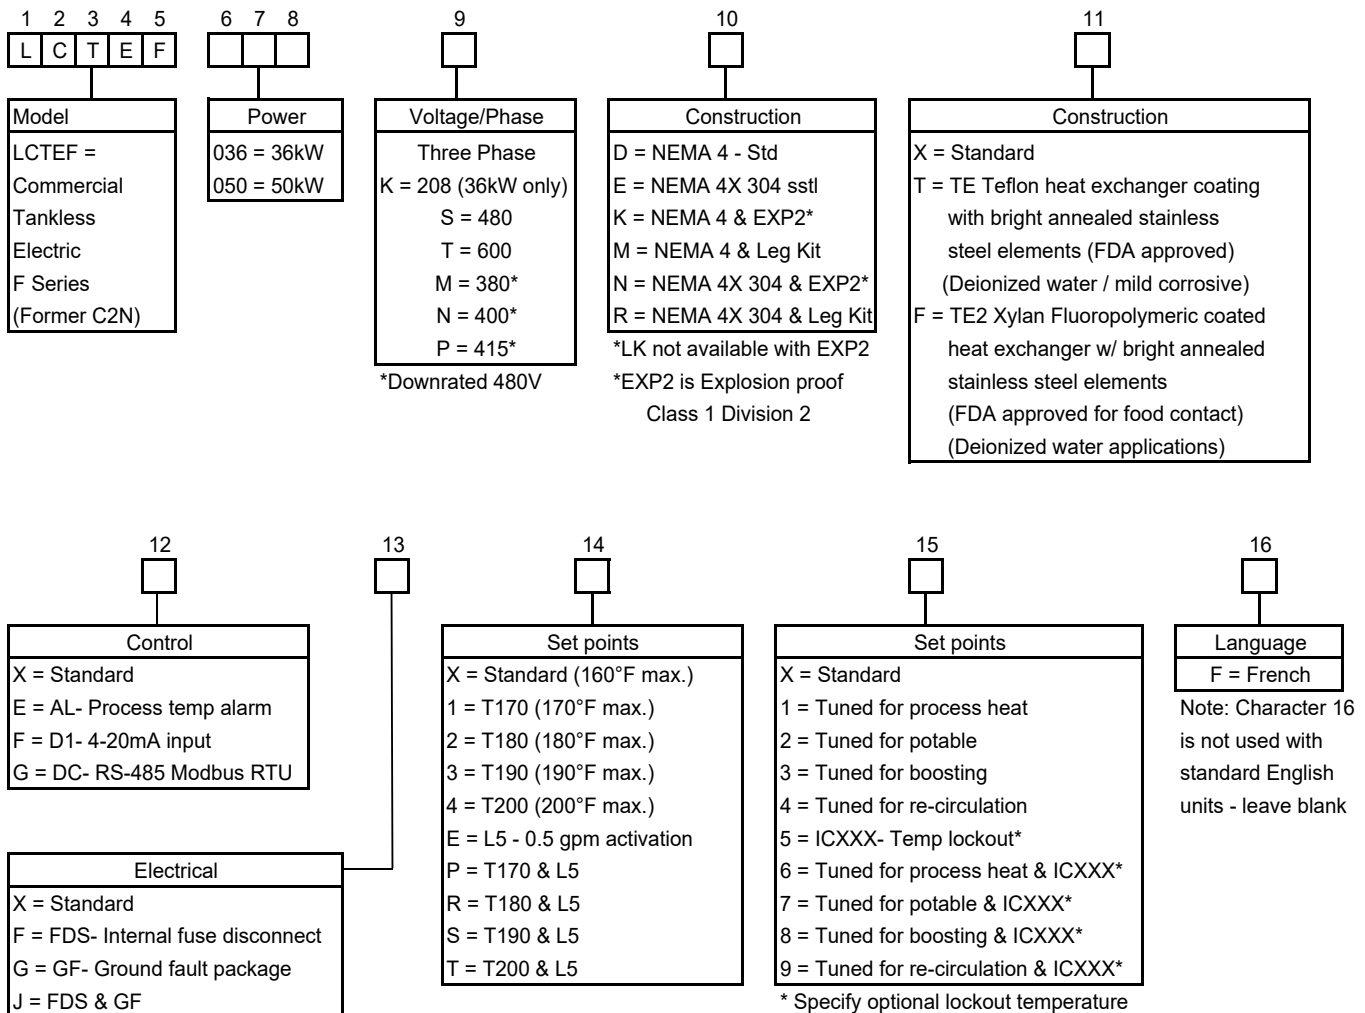 1 2 3 4 5 6 7 8 9 10 11
L C T E F
Model
LCTEF =
Commercial
Tankless
Electric
F Series
(Former C2N)
Power
036 = 36kW
050 = 50kW
Voltage/Phase
Three Phase
K = 208 (36kW only)
S = 480
T = 600
M = 380*
N = 400*
P = 415*
*Downrated 480V
Construction
D = NEMA 4 - Std
E = NEMA 4X 304 sstl
K = NEMA 4 & EXP2*
M = NEMA 4 & Leg Kit
N = NEMA 4X 304 & EXP2*
R = NEMA 4X 304 & Leg Kit
*LK not available with EXP2
*EXP2 is Explosion proof
Class 1 Division 2
Construction
X = Standard
T = TE Teflon heat exchanger coating
with bright annealed stainless
steel elements (FDA approved)
(Deionized water / mild corrosive)
F = TE2 Xylan Fluoropolymeric coated
heat exchanger w/ bright annealed
stainless steel elements
(FDA approved for food contact)
(Deionized water applications)
12 13 14 15 16
Control
X = Standard
E = AL- Process temp alarm
F = D1- 4-20mA input
G = DC- RS-485 Modbus RTU
Electrical
X = Standard
F = FDS- Internal fuse disconnect
G = GF- Ground fault package
J = FDS & GF
Set points
X = Standard (160°F max.)
1 = T170 (170°F max.)
2 = T180 (180°F max.)
3 = T190 (190°F max.)
4 = T200 (200°F max.)
E = L5 - 0.5 gpm activation
P = T170 & L5
R = T180 & L5
S = T190 & L5
T = T200 & L5
Set points
X = Standard
1 = Tuned for process heat
2 = Tuned for potable
3 = Tuned for boosting
4 = Tuned for re-circulation
5 = ICXXX- Temp lockout*
6 = Tuned for process heat & ICXXX*
7 = Tuned for potable & ICXXX*
8 = Tuned for boosting & ICXXX*
9 = Tuned for re-circulation & ICXXX*
* Specify optional lockout temperature
Language
F = French
Note: Character 16
is not used with
standard English
units - leave blank